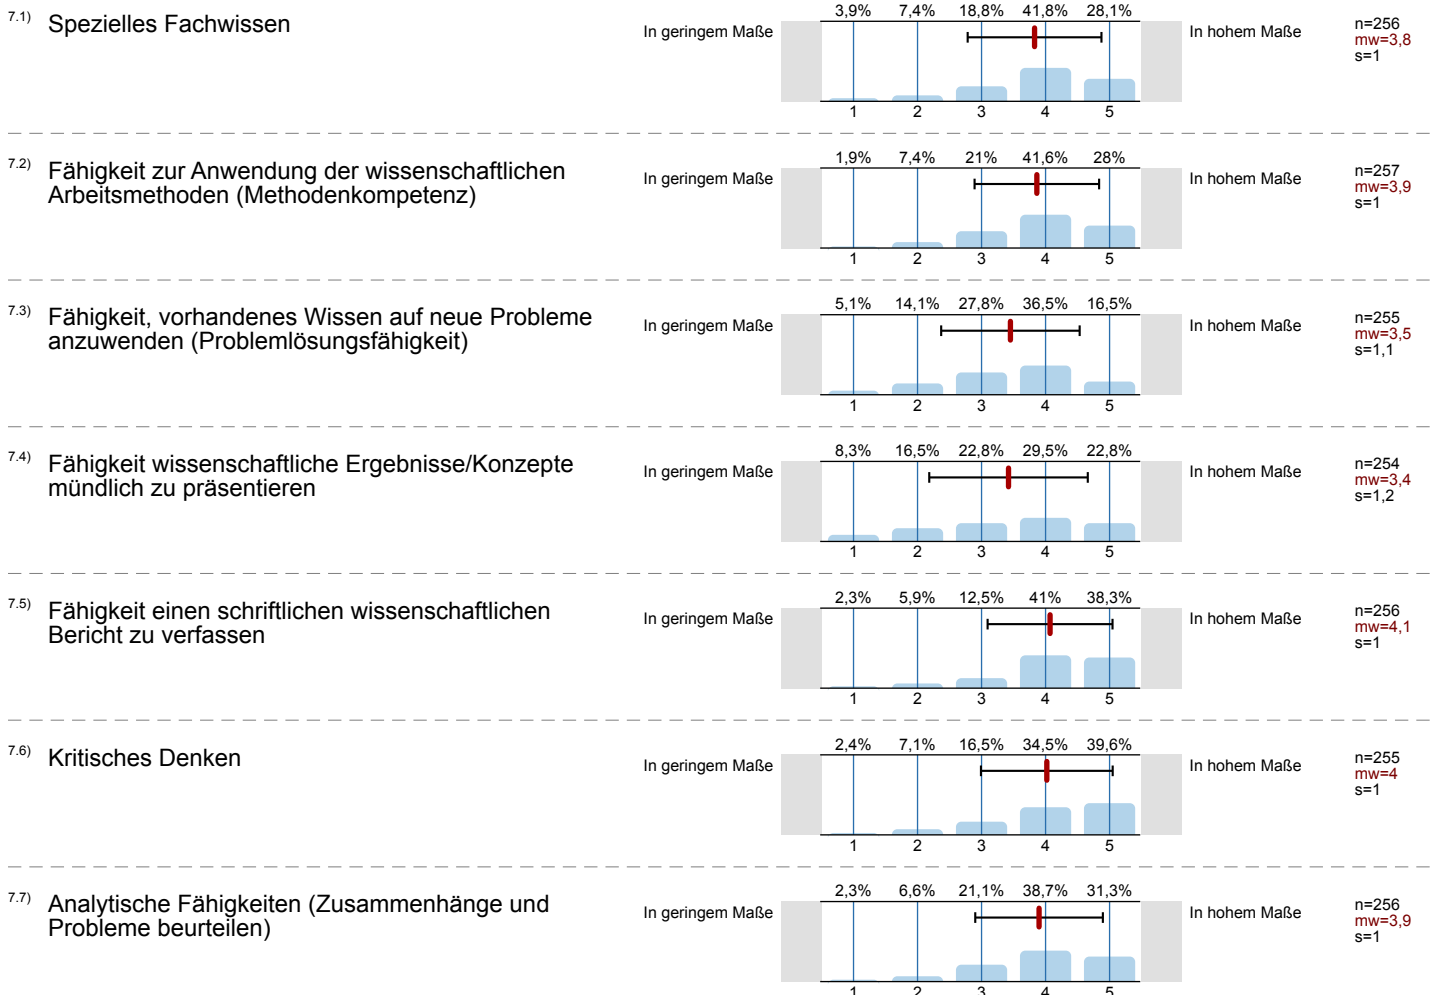 7.1) Spezielles Fachwissen
In geringem Maße
3,9% 7,4% 18,8% 41,8% 28,1%
1 2 3 4 5
In hohem Maße
n=256
mw=3,8
s=1
7.2) Fähigkeit zur Anwendung der wissenschaftlichen
Arbeitsmethoden (Methodenkompetenz)
In geringem Maße
1,9% 7,4% 21% 41,6% 28%
1 2 3 4 5
In hohem Maße
n=257
mw=3,9
s=1
7.3) Fähigkeit, vorhandenes Wissen auf neue Probleme
anzuwenden (Problemlösungsfähigkeit)
In geringem Maße
5,1% 14,1% 27,8% 36,5% 16,5%
1 2 3 4 5
In hohem Maße
n=255
mw=3,5
s=1,1
7.4) Fähigkeit wissenschaftliche Ergebnisse/Konzepte
mündlich zu präsentieren
In geringem Maße
8,3% 16,5% 22,8% 29,5% 22,8%
1 2 3 4 5
In hohem Maße
n=254
mw=3,4
s=1,2
7.5) Fähigkeit einen schriftlichen wissenschaftlichen
Bericht zu verfassen
In geringem Maße
2,3% 5,9% 12,5% 41% 38,3%
1 2 3 4 5
In hohem Maße
n=256
mw=4,1
s=1
7.6) Kritisches Denken
In geringem Maße
2,4% 7,1% 16,5% 34,5% 39,6%
1 2 3 4 5
In hohem Maße
n=255
mw=4
s=1
7.7) Analytische Fähigkeiten (Zusammenhänge und
Probleme beurteilen)
In geringem Maße
2,3% 6,6% 21,1% 38,7% 31,3%
1 2 3 4 5
In hohem Maße
n=256
mw=3,9
s=1